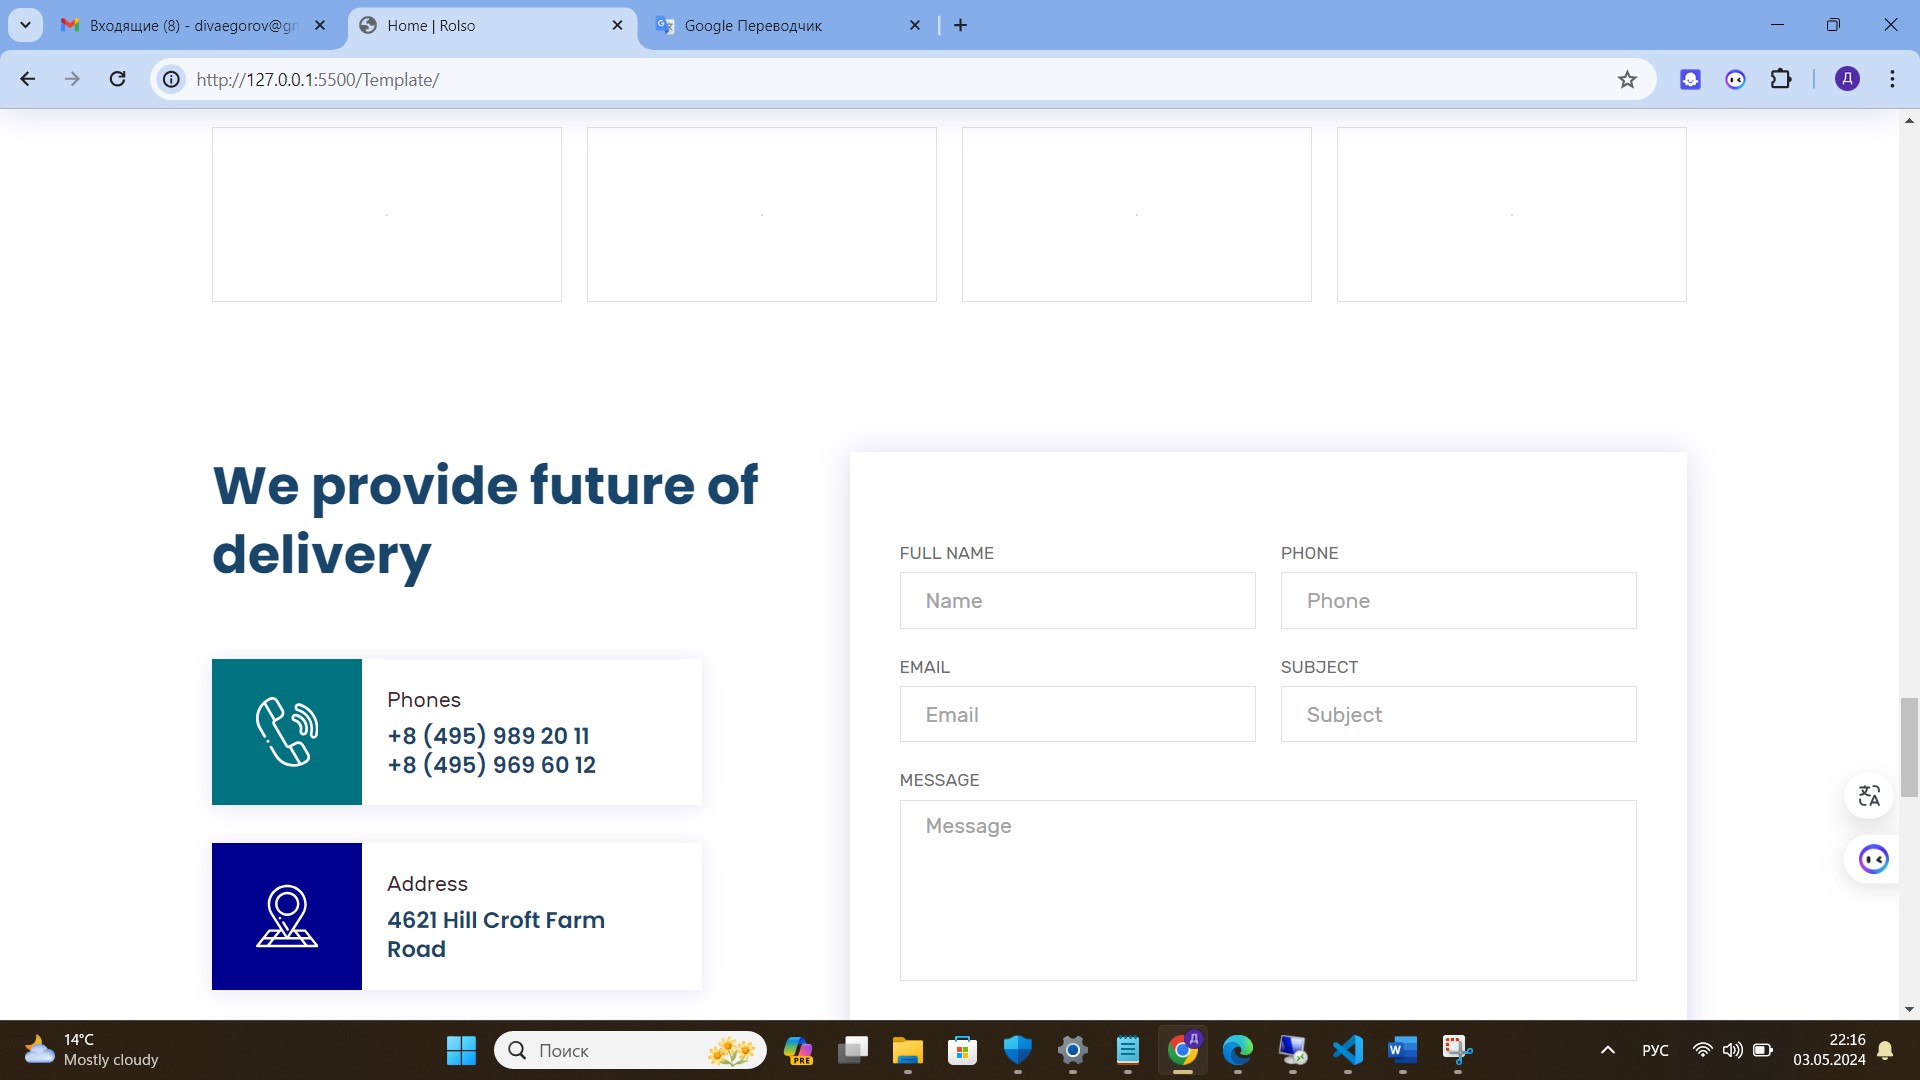 Входящие (8) - divaegorov@gm
Home | Rolso
Google Переводчик
http://127.0.0.1:5500/Template/
Д
We provide future of
delivery
Phones
+8 (495) 989 20 11
+8 (495) 969 60 12
Address
4621 Hill Croft Farm
Road
FULL NAME
PHONE
Name
Phone
EMAIL
SUBJECT
Email
Subject
MESSAGE
Message
14°C
Mostly cloudy
Поиск
PRE
Д
РУС
22:16
03.05.2024